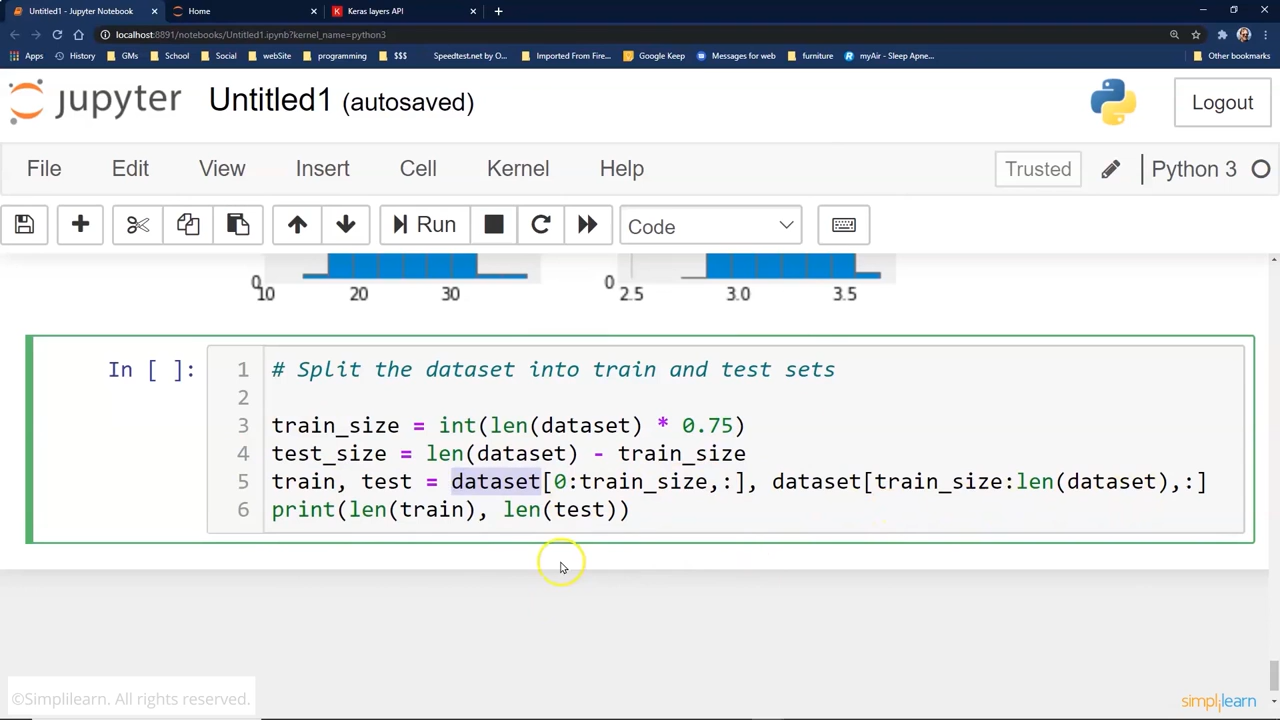 Untitled1 - Jupyter Notebook
Home
Keras layers API
localhost:8891/notebooks/Untitled1.ipynb?kernel_name=python3
Apps
History
GMs
School
Social
webSite
programming
$$$
Speedtest.net by O...
Imported From Fire...
Google Keep
Messages for web
furniture
myAir - Sleep Apne...
Other bookmarks
jupyter Untitled1 (autosaved)
Logout
File Edit View Insert Cell Kernel Help
Trusted
Python 3
Run
Code
0 10 20 30
0 2.5 3.0 3.5
In [ ]:
1 # Split the dataset into train and test sets
2
3 train_size = int(len(dataset) * 0.75)
4 test_size = len(dataset) - train_size
5 train, test = dataset[0:train_size,:], dataset[train_size:len(dataset),:]
6 print(len(train), len(test))
©Simplilearn. All rights reserved.
simplilearn